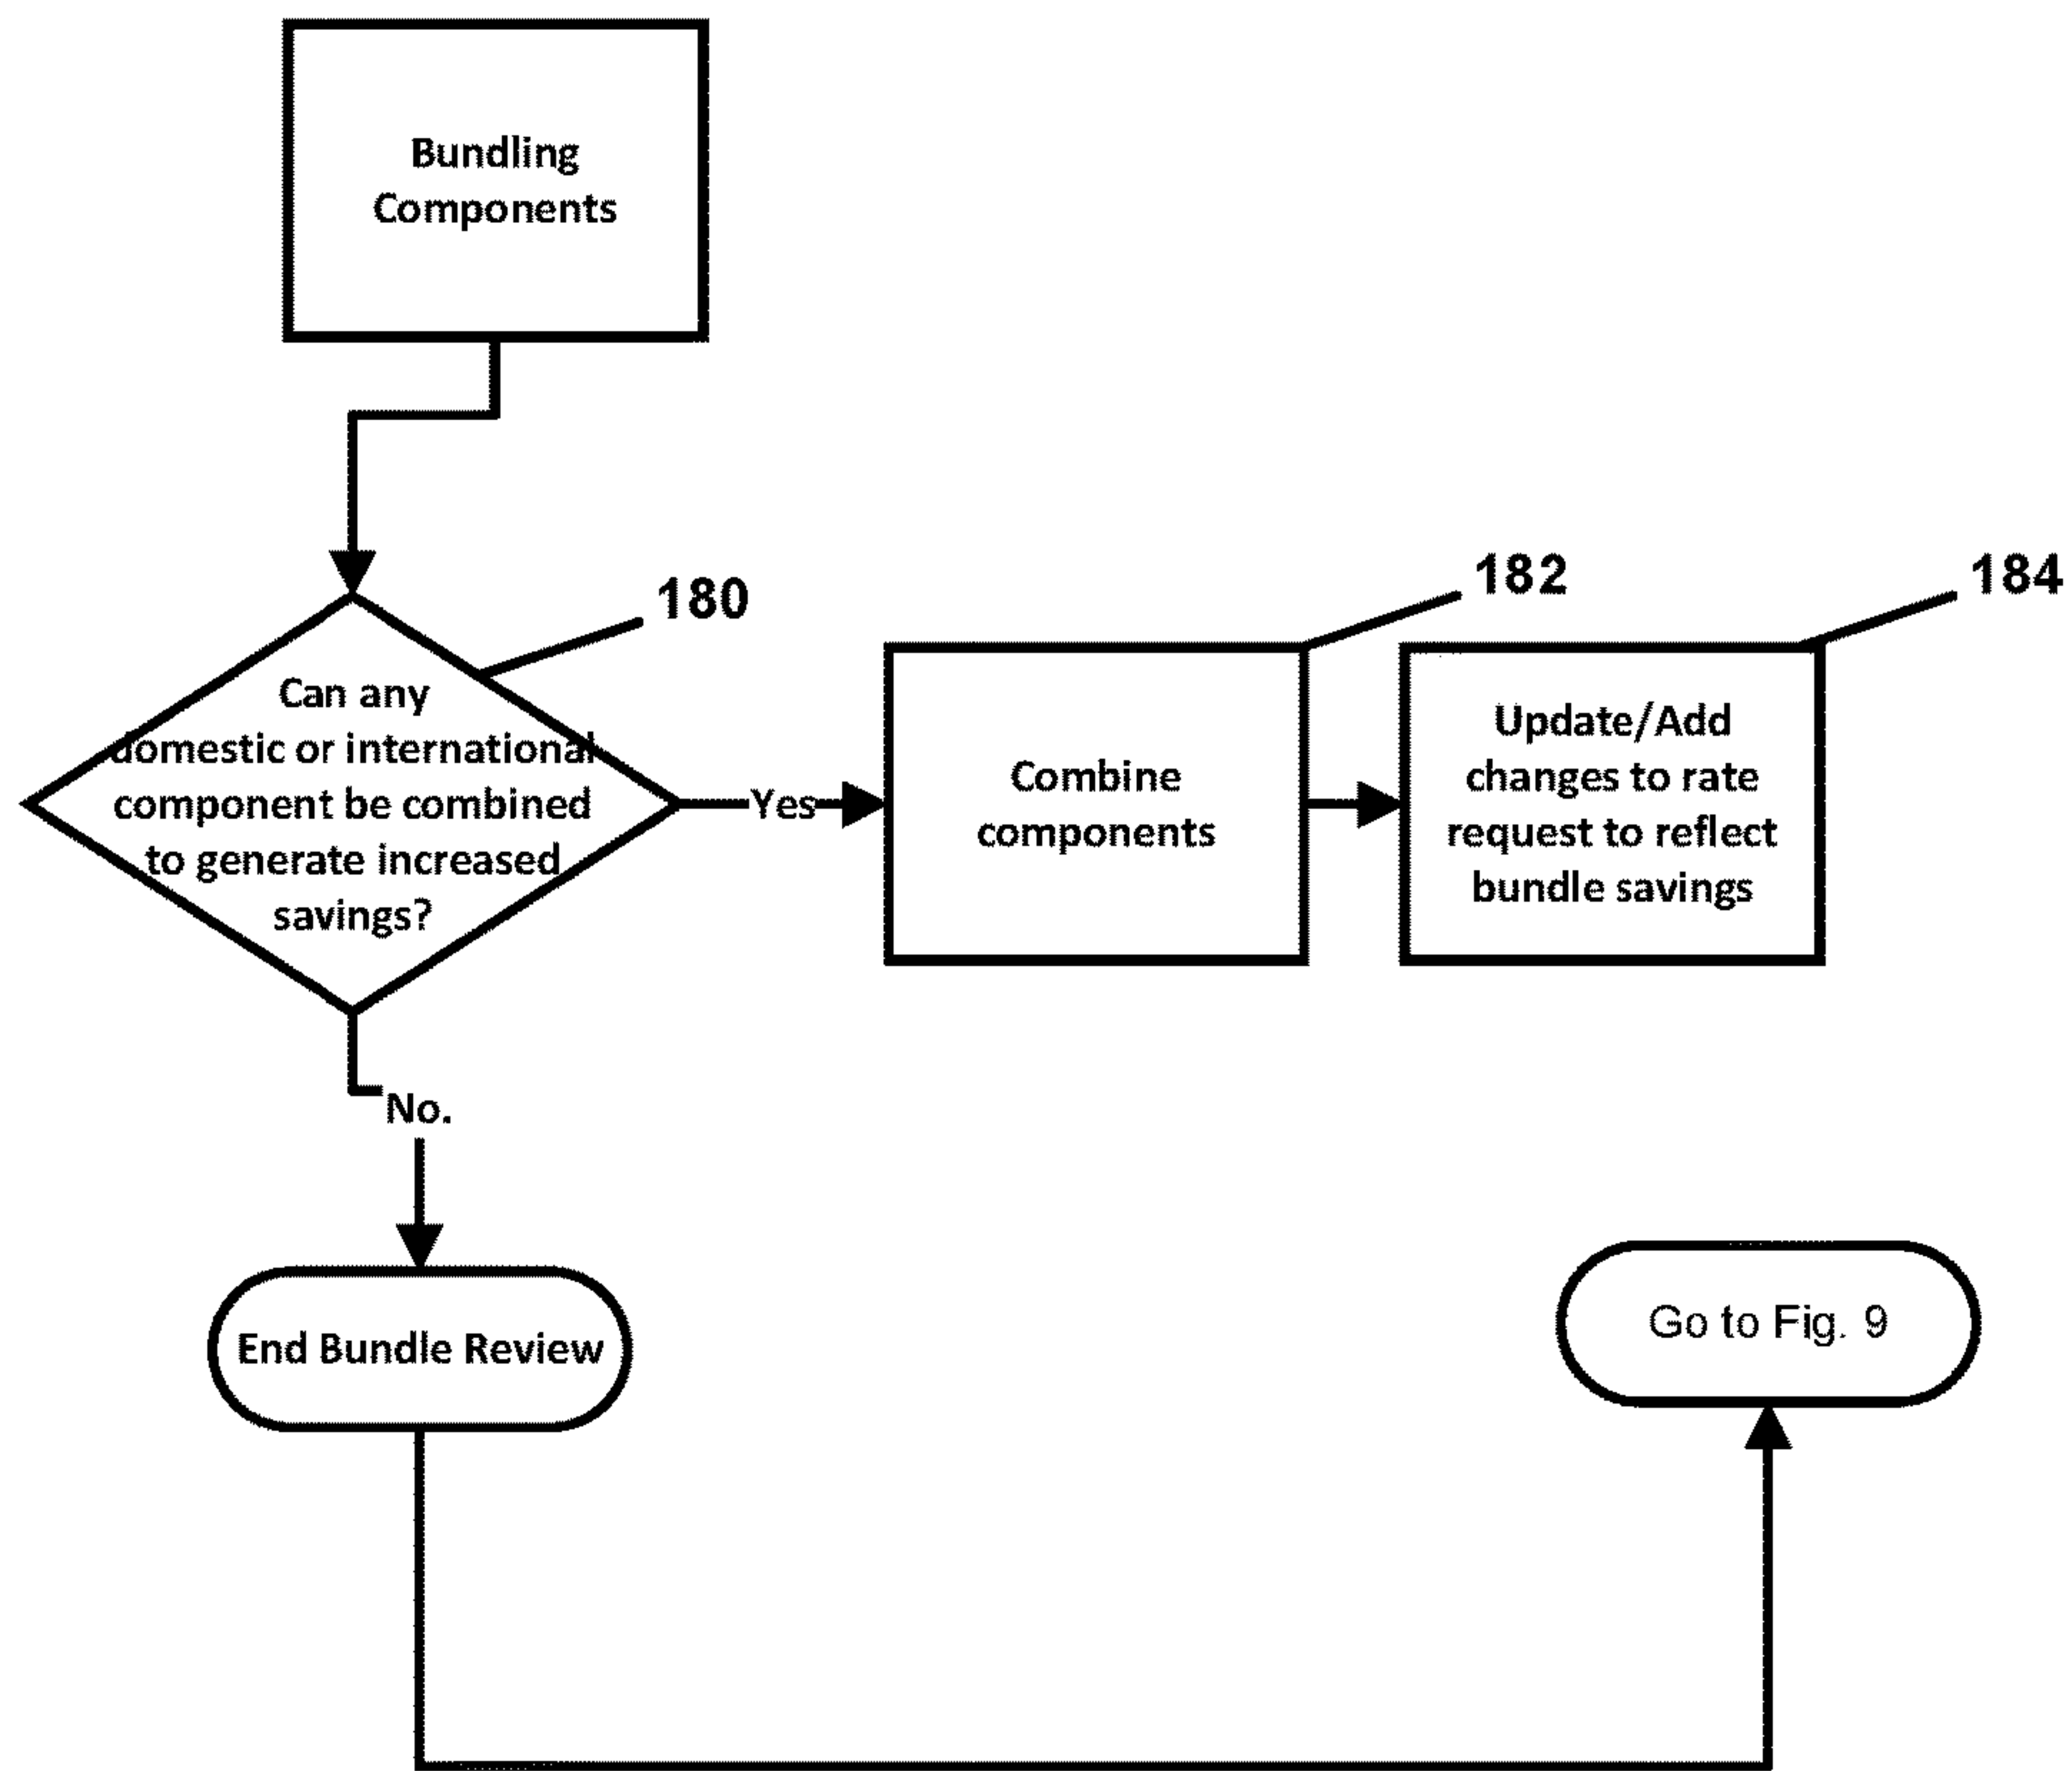 Bundling
Components
180
182
184
Can any
domestic or international
component be combined
to generate increased
savings?
Yes
Combine
components
Update/Add
changes to rate
request to reflect
bundle savings
No.
End Bundle Review
Go to Fig. 9